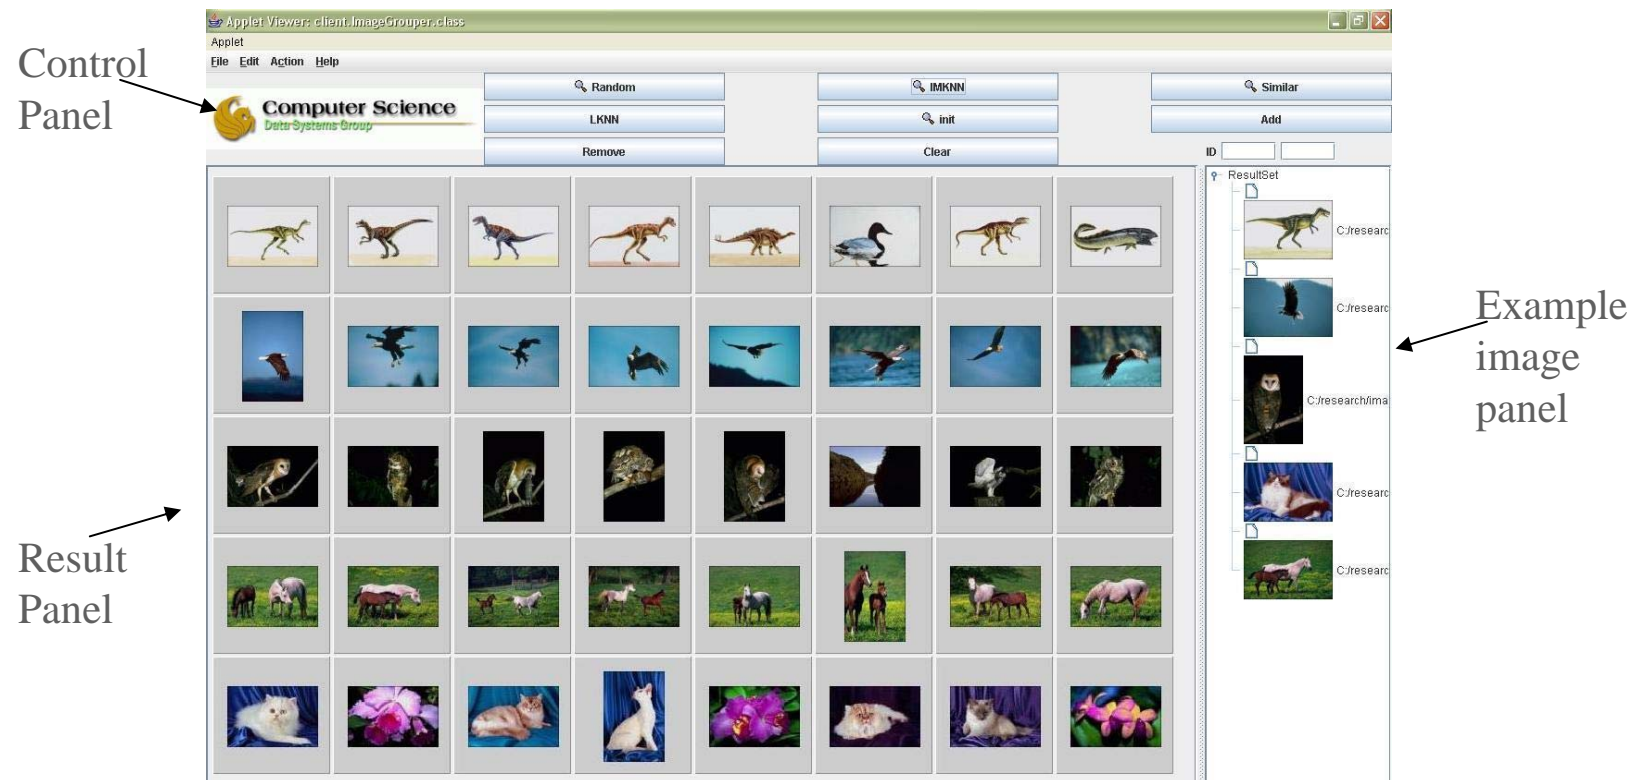 Applet Viewer: client.ImageGrouper.class
Applet
File Edit Action Help
Control
Panel
Computer Science
Data Systems Group
Random
IMKNN
Similar
LKNN
init
Add
Remove
Clear
ID
ResultSet
C:/researc
C:/researc
C:/research/ima
C:/researc
C:/researc
Example
image
panel
Result
Panel